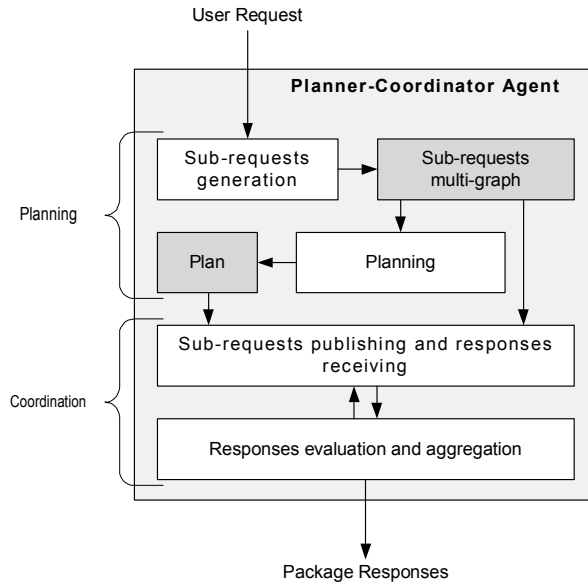 User Request
Planner-Coordinator Agent
Sub-requests
generation
Sub-requests
multi-graph
Planning
Plan
Planning
Sub-requests publishing and responses
receiving
Coordination
Responses evaluation and aggregation
Package Responses